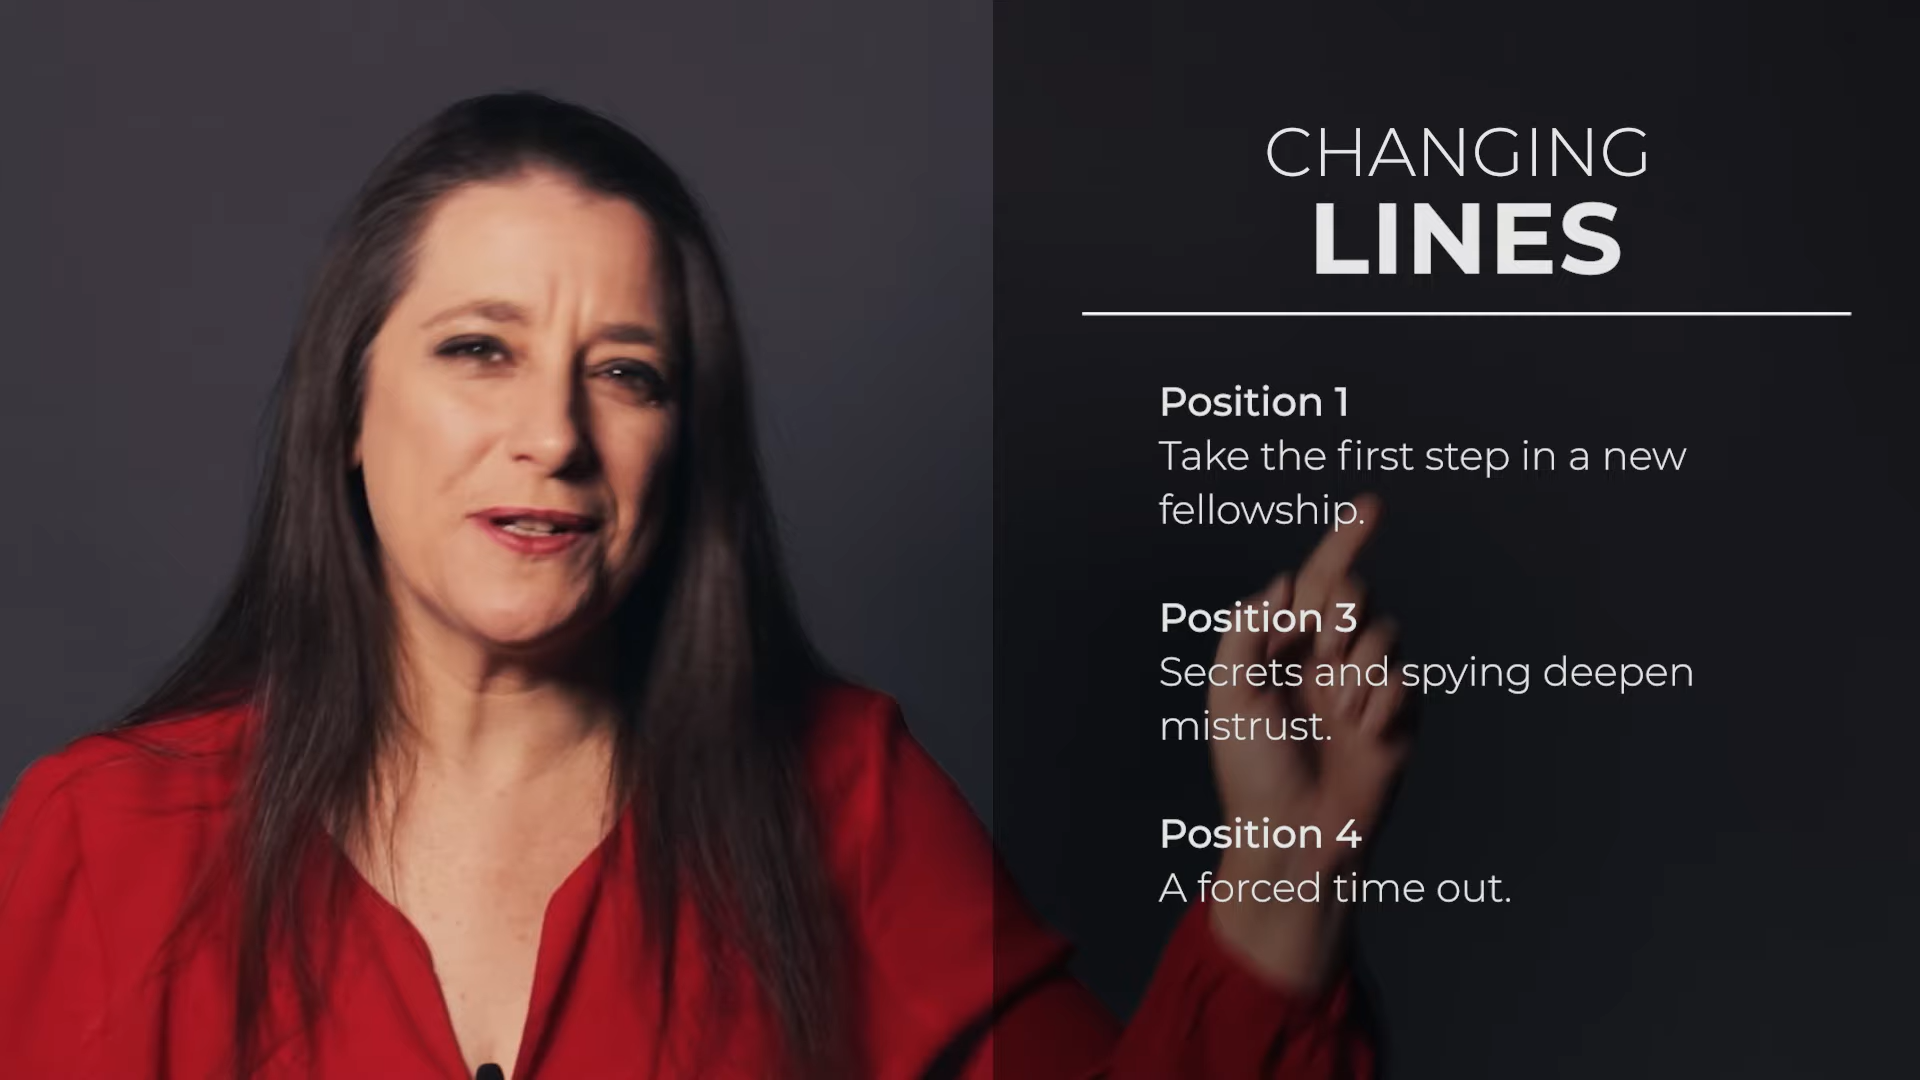 CHANGING
LINES
Position 1
Take the first step in a new
fellowship.
Position 3
Secrets and spying deepen
mistrust.
Position 4
A forced time out.